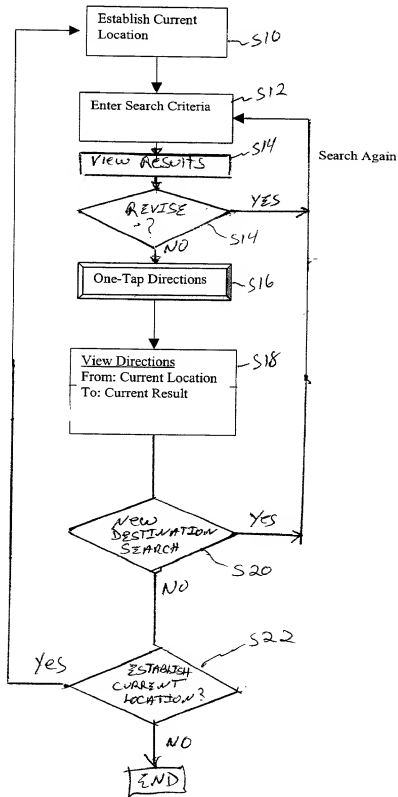 Establish Current
Location
S10
Enter Search Criteria
S12
VIEW RESULTS
S14
Search Again
REVISE
?
YES
S14
NO
One-Tap Directions
S16
View Directions
From: Current Location
To: Current Result
S18
NEW
DESTINATION
SEARCH
Yes
S20
NO
S22
Yes
ESTABLISH
CURRENT
LOCATION?
NO
END